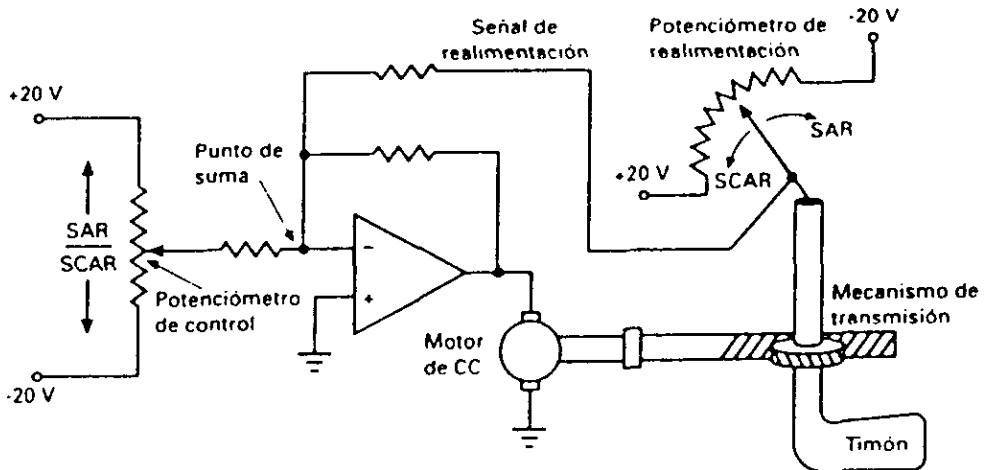 Señal de
realimentación
Potenciómetro
de realimentación
-20 V
+20 V
SAR
SCAR
+20 V
Punto de
suma
SAR
SCAR
-
+
Potenciómetro
de control
Motor
de CC
Mecanismo de
transmisión
-20 V
Timón